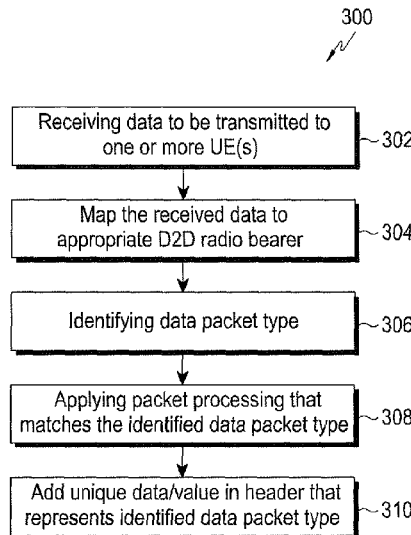 300
Receiving data to be transmitted to
one or more UE(s)
302
Map the received data to
appropriate D2D radio bearer
304
Identifying data packet type
306
Applying packet processing that
matches the identified data packet type
308
Add unique data/value in header that
represents identified data packet type
310